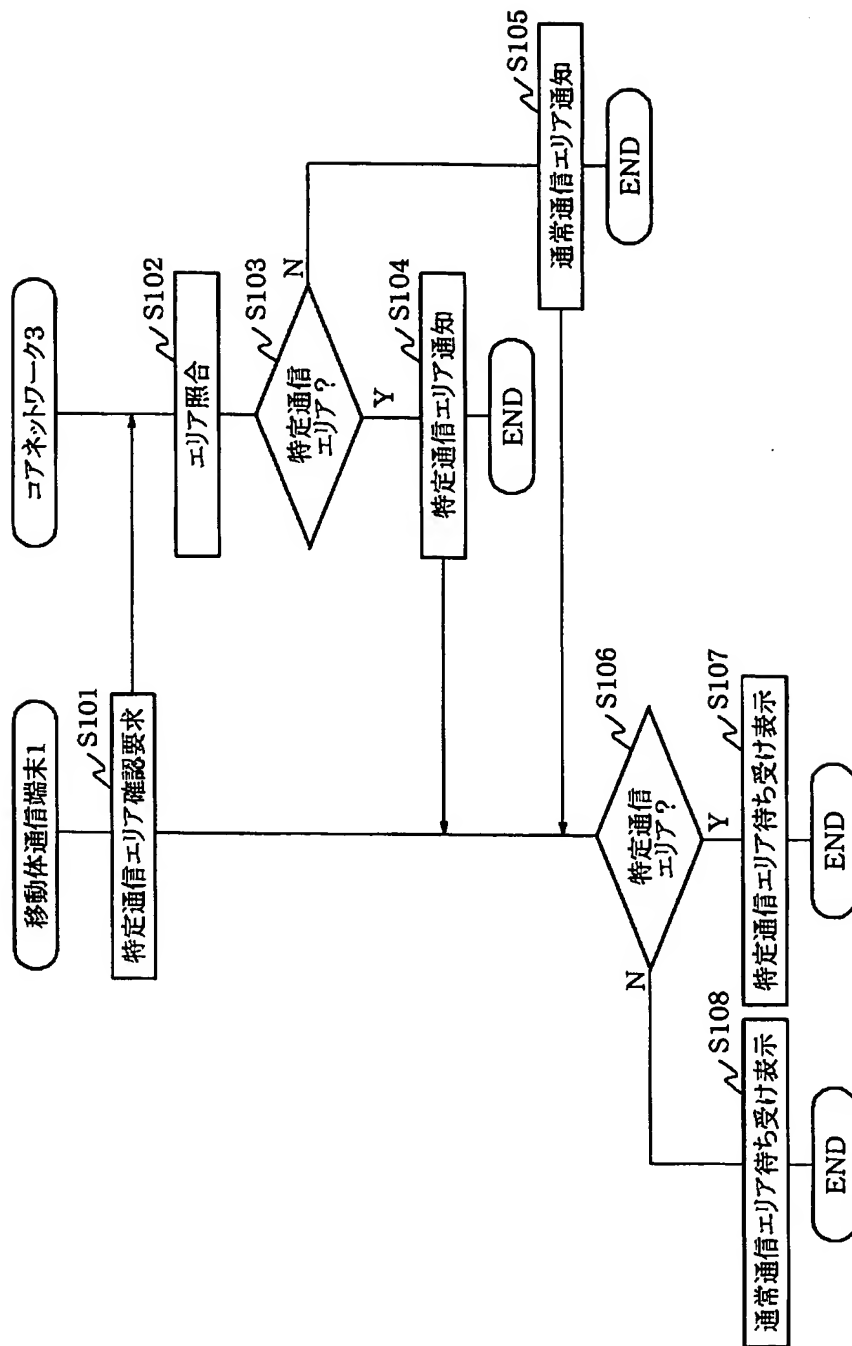 移動体通信端末1
コアネットワーク3
S101
特定通信エリア確認要求
S102
エリア照合
S103
特定通信
エリア?
N
Y
S104
特定通信エリア通知
END
S105
通常通信エリア通知
END
S106
特定通信
エリア?
N
Y
S107
特定通信エリア待ち受け表示
END
S108
通常通信エリア待ち受け表示
END